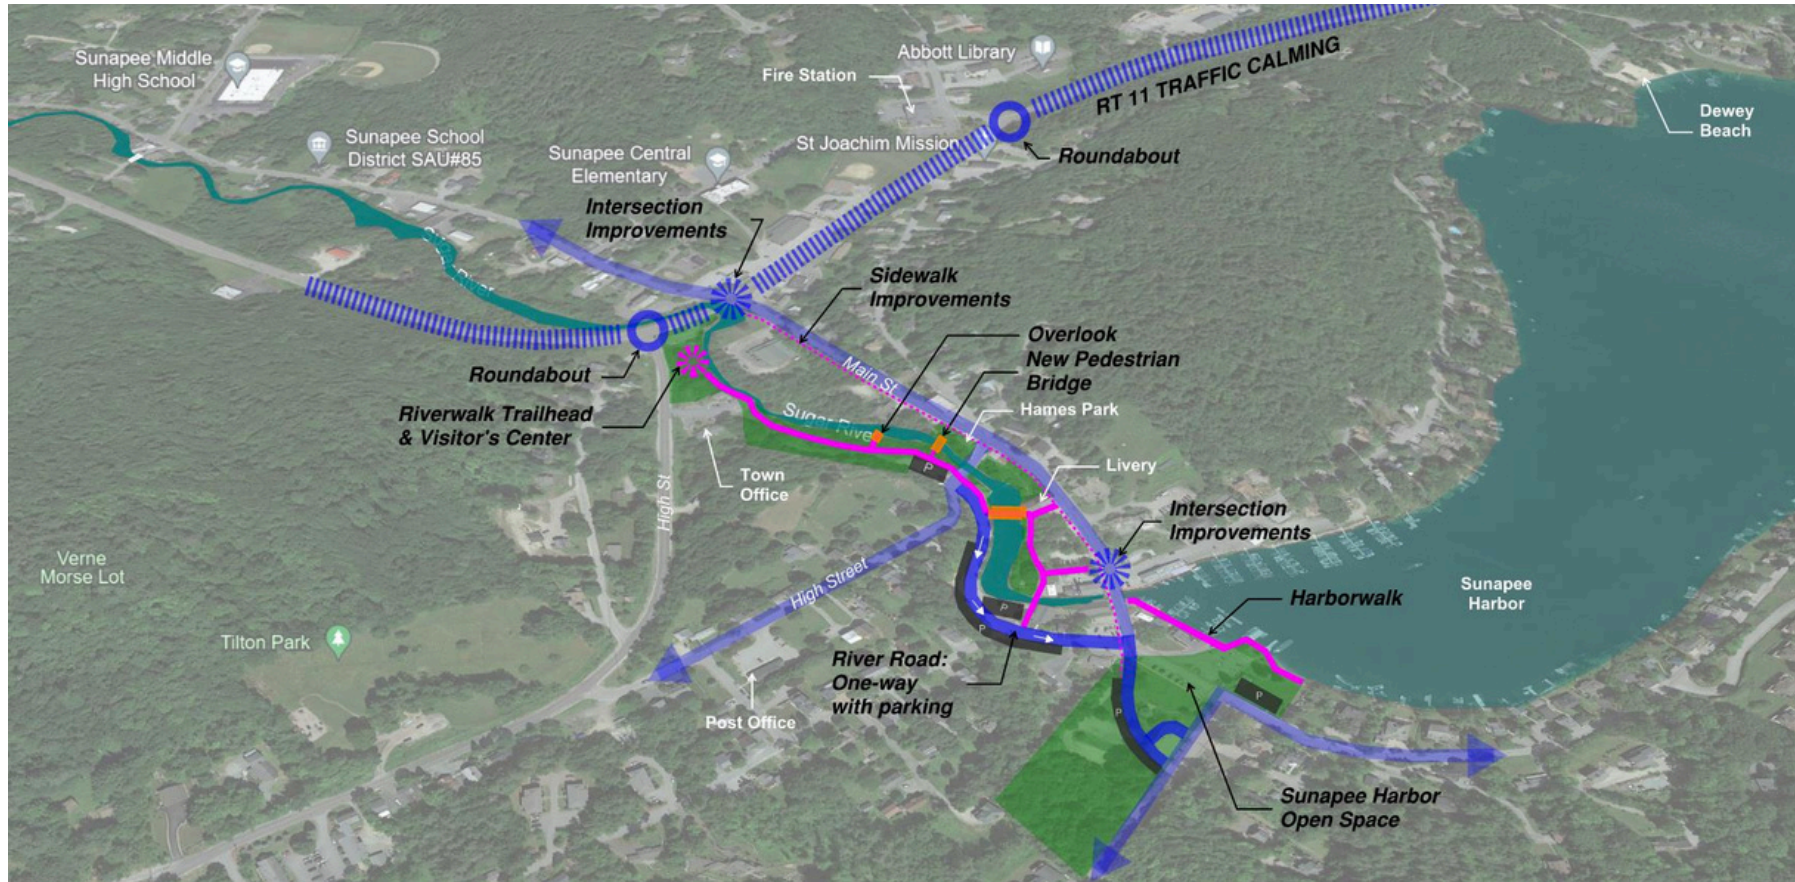 Sunapee Middle
High School
Abbott Library
Fire Station
RT 11 TRAFFIC CALMING
Dewey
Beach
Sunapee School
District SAU#85
Sunapee Central
Elementary
St Joachim Mission
Roundabout
Intersection
Improvements
Sugar River
Sidewalk
Improvements
Overlook
New Pedestrian
Bridge
Main St
Hames Park
Roundabout
Riverwalk Trailhead
& Visitor's Center
Sugar River
P
Livery
Town
Office
High St
Intersection
Improvements
Verne
Morse Lot
High Street
Sunapee
Harbor
Harborwalk
P
P
Tilton Park
River Road:
One-way
with parking
P
P
Post Office
Sunapee Harbor
Open Space